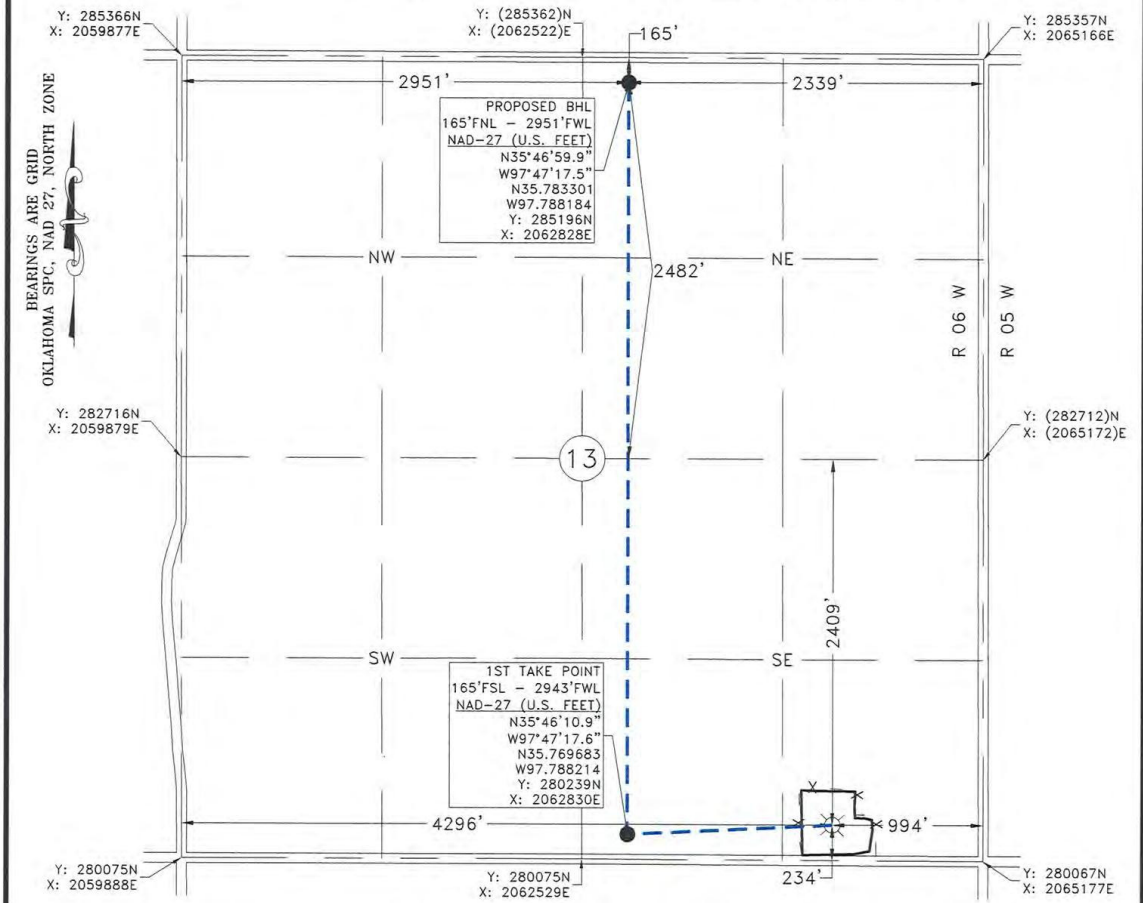 Y: 285366N
X: 2059877E
Y: (285362)N
X: (2062522)E
165'
Y: 285357N
X: 2065166E
2951'
2339'
BEARINGS ARE GRID
OKLAHOMA SPC, NAD 27, NORTH ZONE
PROPOSED BHL
165'FNL - 2951'FWL
NAD-27 (U.S. FEET)
N35°46'59.9"
W97°47'17.5"
N35.783301
W97.788184
Y: 285196N
X: 2062828E
NW
NE
2482'
R 06 W
R 05 W
Y: 282716N
X: 2059879E
Y: (282712)N
X: (2065172)E
13
2409'
SW
SE
1ST TAKE POINT
165'FSL - 2943'FWL
NAD-27 (U.S. FEET)
N35°46'10.9"
W97°47'17.6"
N35.769683
W97.788214
Y: 280239N
X: 2062830E
4296'
994'
234'
Y: 280075N
X: 2059888E
Y: 280075N
X: 2062529E
Y: 280067N
X: 2065177E